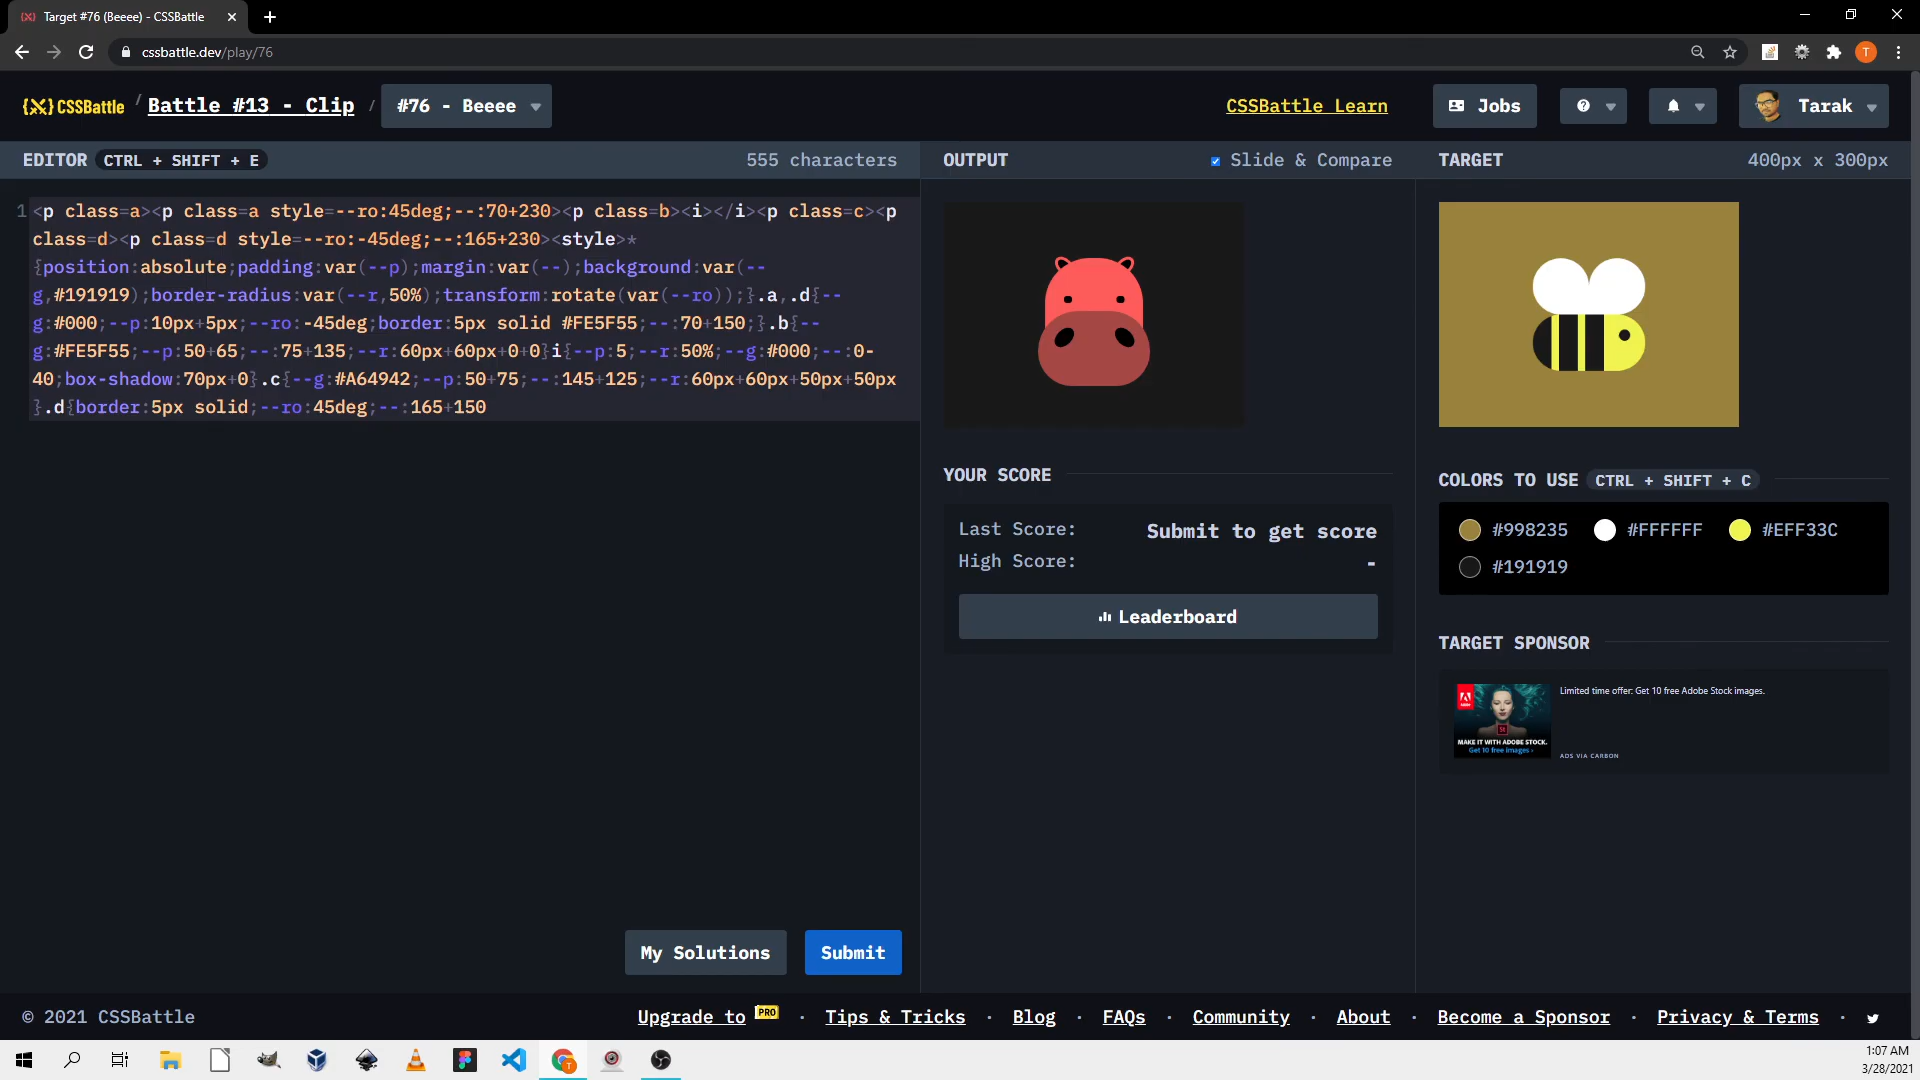 Target #76 (Beeee) - CSSBattle
cssbattle.dev/play/76
T
{X} CSSBattle / Battle #13 - Clip / #76 - Beeee
CSSBattle Learn
Jobs
Tarak
EDITOR CTRL + SHIFT + E 555 characters
OUTPUT Slide & Compare
TARGET 400px x 300px
1 <p class=a><p class=a style=--ro:45deg;--:70+230><p class=b><i></i><p class=c><p
class=d><p class=d style=--ro:-45deg;--:165+230><style>*
{position:absolute;padding:var(--p);margin:var(--);background:var(--
g,#191919);border-radius:var(--r,50%);transform:rotate(var(--ro));}.a,.d{--
g:#000;--p:10px+5px;--ro:-45deg;border:5px solid #FE5F55;--:70+150;}.b{--
g:#FE5F55;--p:50+65;--:75+135;--r:60px+60px+0+0}i{--p:5;--r:50%;--g:#000;--:0-
40;box-shadow:70px+0}.c{--g:#A64942;--p:50+75;--:145+125;--r:60px+60px+50px+50px
}.d{border:5px solid;--ro:45deg;--:165+150
YOUR SCORE
Last Score: Submit to get score
High Score: -
Leaderboard
COLORS TO USE CTRL + SHIFT + C
#998235 #FFFFFF #EFF33C
#191919
TARGET SPONSOR
Limited time offer: Get 10 free Adobe Stock images.
MAKE IT WITH ADOBE STOCK.
Get 10 free images ›
ADS VIA CARBON
My Solutions Submit
© 2021 CSSBattle
Upgrade to PRO · Tips & Tricks · Blog · FAQs · Community · About · Become a Sponsor · Privacy & Terms ·
1:07 AM
3/28/2021